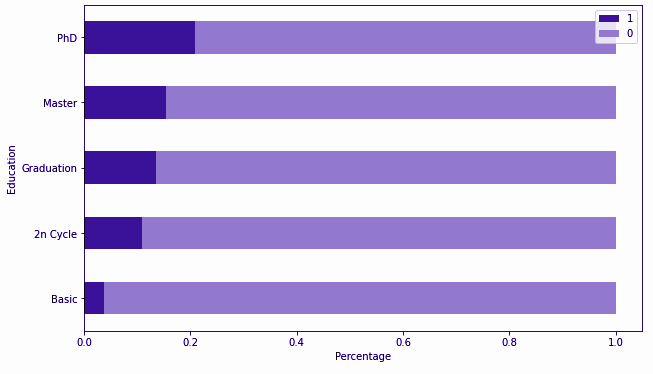 1
0
PhD
Master
Graduation
2n Cycle
Basic
Education
0.0 0.2 0.4 0.6 0.8 1.0
Percentage